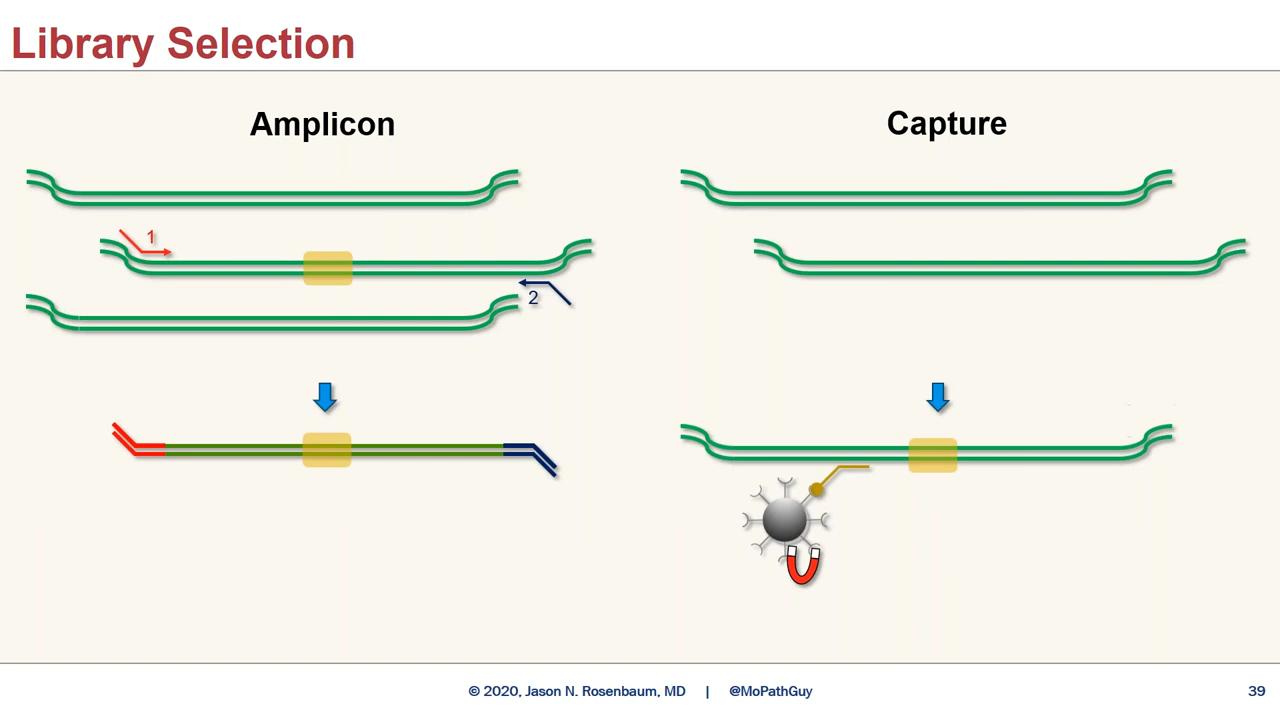 Library Selection
Amplicon
Capture
1
2
© 2020, Jason N. Rosenbaum, MD | @MoPathGuy
39